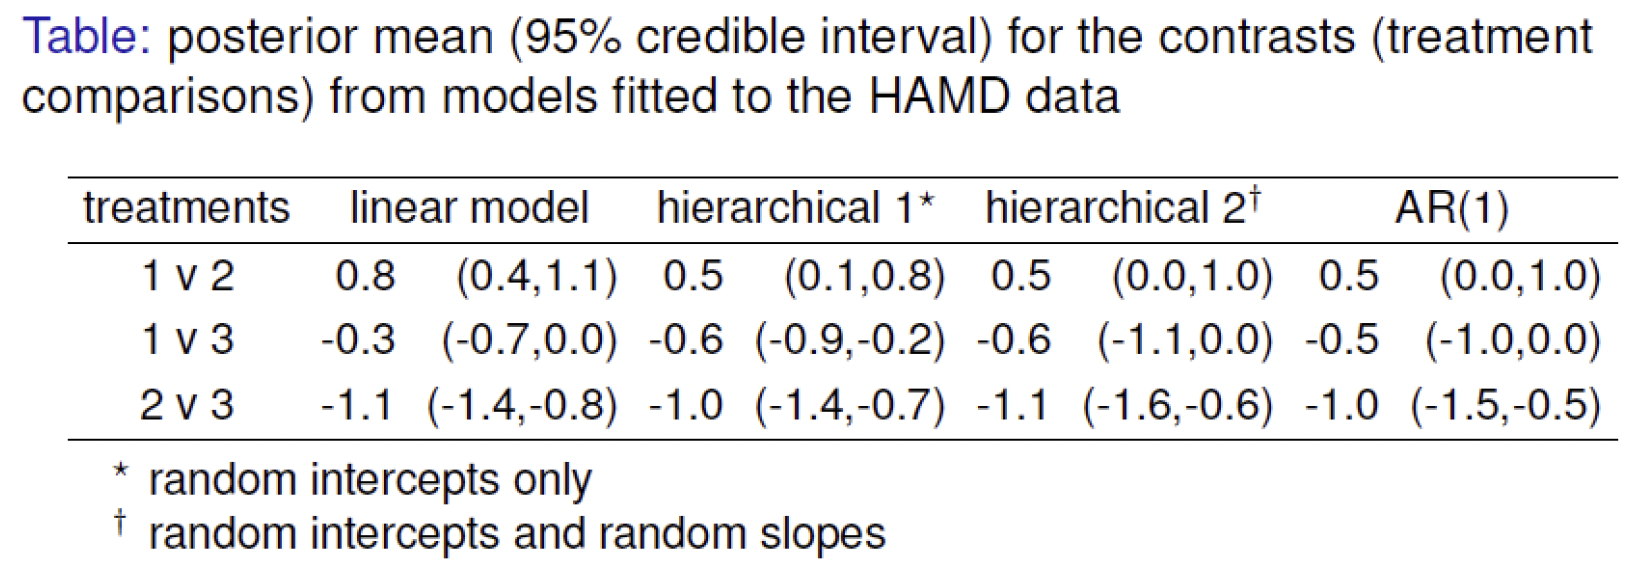 Table: posterior mean (95% credible interval) for the contrasts (treatment
comparisons) from models fitted to the HAMD data
treatments linear model hierarchical 1* hierarchical 2† AR(1)
1 v 2 0.8 (0.4,1.1) 0.5 (0.1,0.8) 0.5 (0.0,1.0) 0.5 (0.0,1.0)
1 v 3 -0.3 (-0.7,0.0) -0.6 (-0.9,-0.2) -0.6 (-1.1,0.0) -0.5 (-1.0,0.0)
2 v 3 -1.1 (-1.4,-0.8) -1.0 (-1.4,-0.7) -1.1 (-1.6,-0.6) -1.0 (-1.5,-0.5)
* random intercepts only
† random intercepts and random slopes